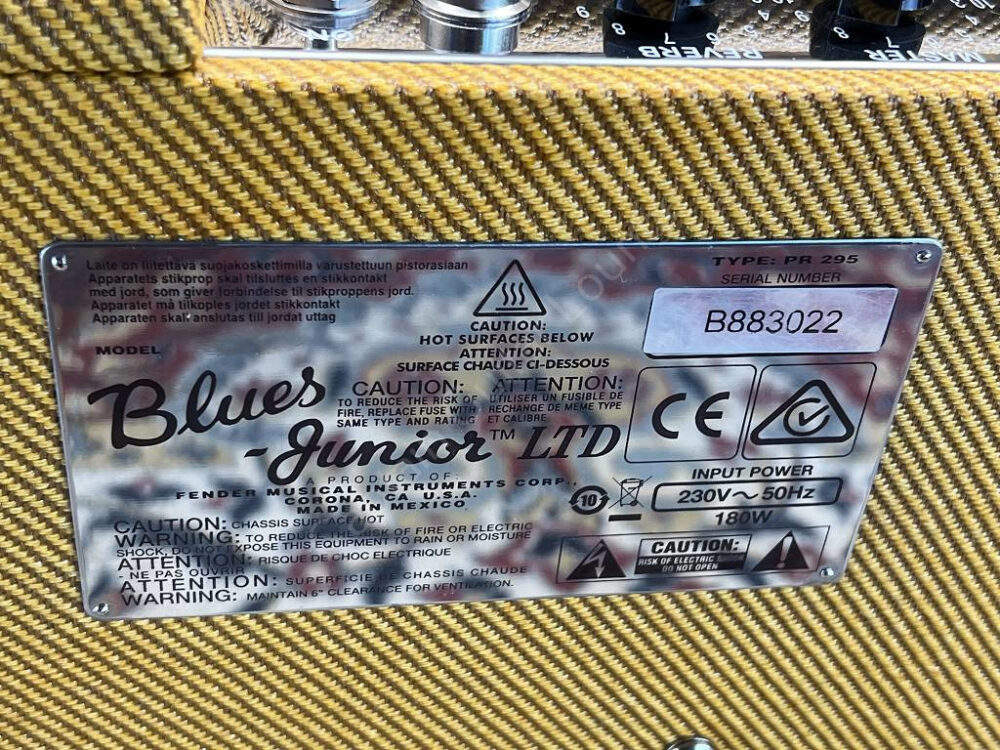 ON
9
8
7
REVERB
8
7
MASTER
Laite on liitettävä suojakoskettimilla varustettuun pistorasiaan
Apparatets stikprop skal tilsluttes en stikkontakt
med jord, som giver forbindelse til stikproppens jord.
Apparatet må tilkoples jordet stikkontakt
Apparaten skall anslutas till jordat uttag
TYPE: PR 295
SERIAL NUMBER
B883022
CAUTION:
HOT SURFACES BELOW
ATTENTION:
SURFACE CHAUDE CI-DESSOUS
MODEL
Blues
Junior™ LTD
CAUTION:
TO REDUCE THE RISK OF
FIRE, REPLACE FUSE WITH
SAME TYPE AND RATING
ATTENTION:
UTILISER UN FUSIBLE DE
RECHANGE DE MEME TYPE
ET CALIBRE.
CE
A PRODUCT OF:
FENDER MUSICAL INSTRUMENTS CORP.,
CORONA, CA U.S.A.
MADE IN MEXICO
10
INPUT POWER
230V~50Hz
180W
CAUTION: CHASSIS SURFACE HOT
WARNING: TO REDUCE THE RISK OF FIRE OR ELECTRIC
SHOCK, DO NOT EXPOSE THIS EQUIPMENT TO RAIN OR MOISTURE
ATTENTION: RISQUE DE CHOC ELECTRIQUE
- NE PAS OUVRIR
ATTENTION: SUPERFICIE DE CHASSIS CHAUDE
WARNING: MAINTAIN 6" CLEARANCE FOR VENTILATION.
CAUTION:
RISK OF ELECTRIC
DO NOT OPEN